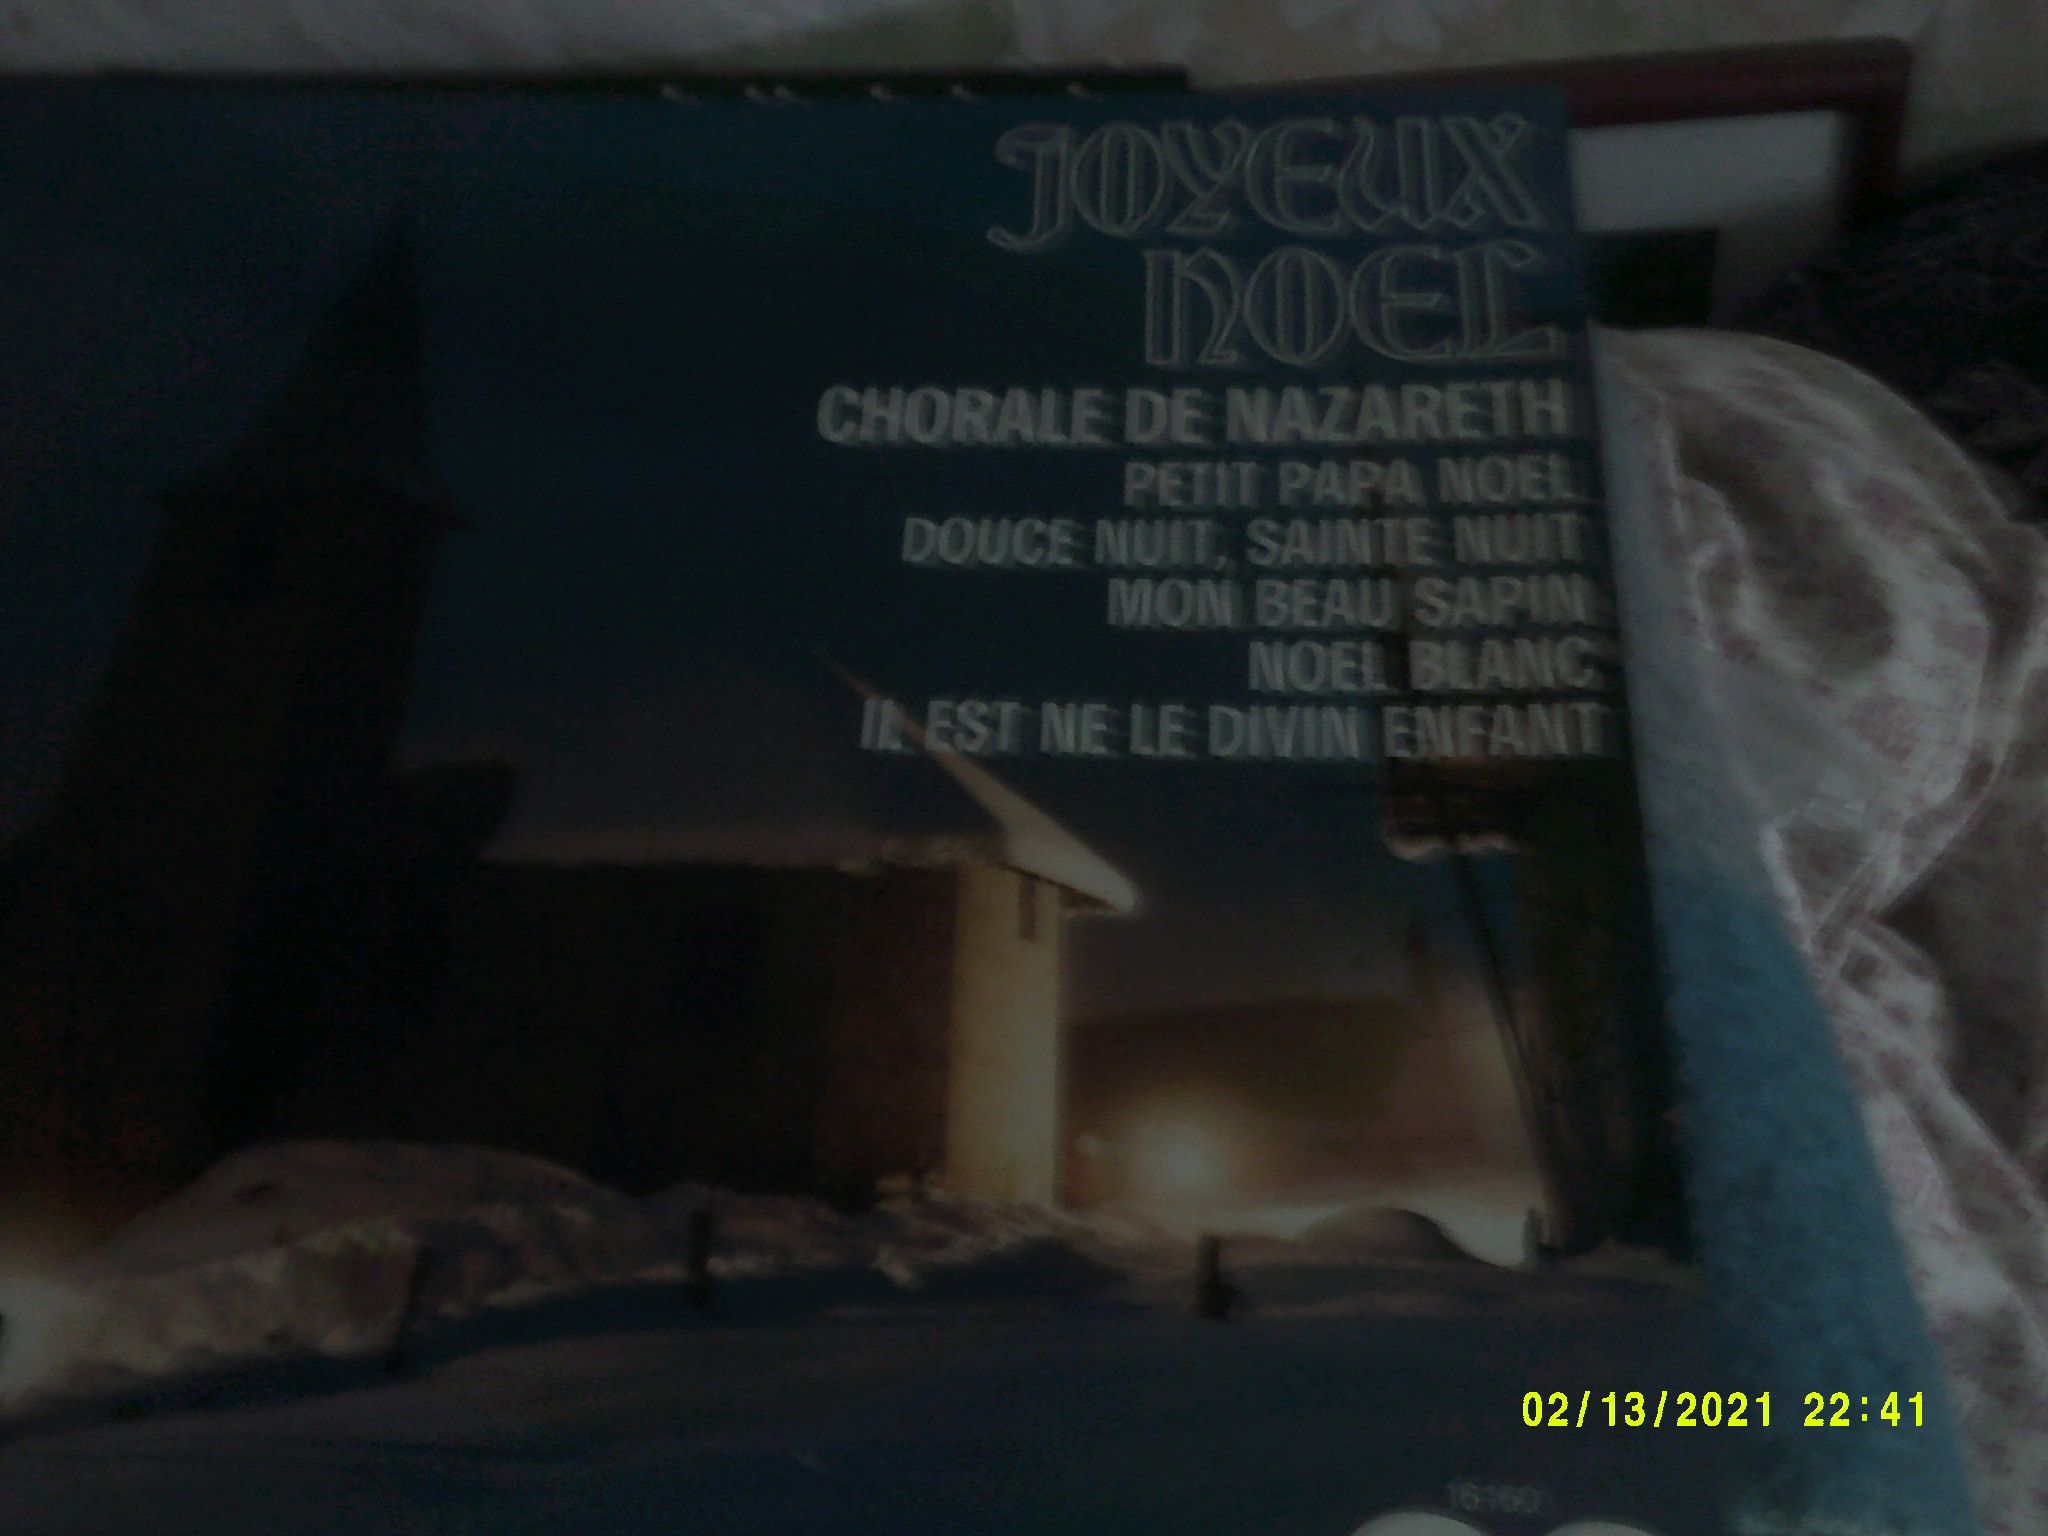 JOYEUX
NOEL
CHORALE DE NAZARETH
PETIT PAPA NOEL
DOUCE NUIT, SAINTE NUIT
MON BEAU SAPIN
NOEL BLANC
IL EST NE LE DIVIN ENFANT
02/13/2021 22:41